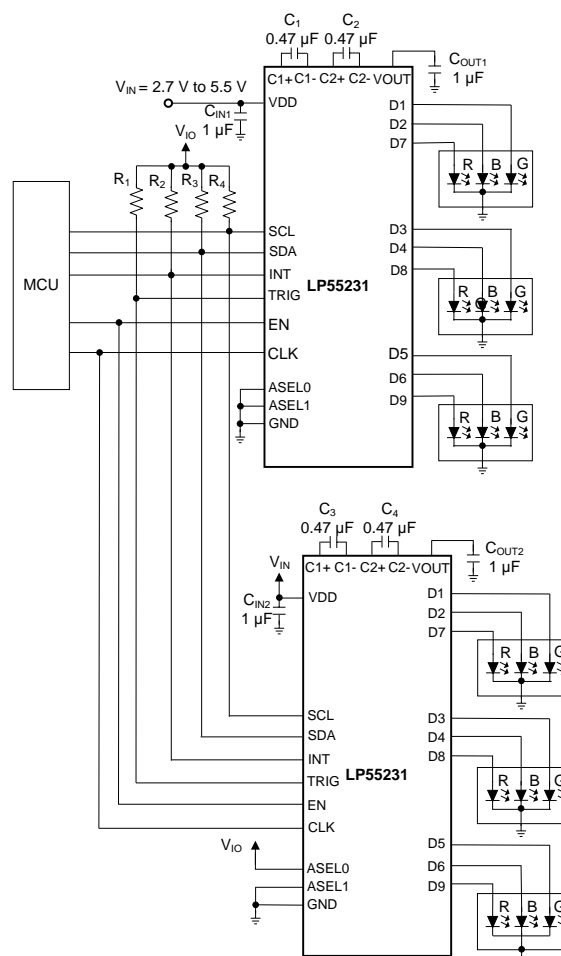 C1 C2
0.47 µF 0.47 µF
COUT1
1 µF
C1+ C1- C2+ C2- VOUT
VIN = 2.7 V to 5.5 V
CIN1
1 µF
VDD
VIO
R1 R2 R3 R4
D1
D2
D7
R B G
MCU
SCL
SDA
INT
TRIG
EN
CLK
LP55231
D3
D4
D8
R B G
ASEL0
ASEL1
GND
D5
D6
D9
R B G
C3 C4
0.47 µF 0.47 µF
COUT2
1 µF
C1+ C1- C2+ C2- VOUT
VIN
CIN2
1 µF
VDD
D1
D2
D7
R B G
SCL
SDA
INT
TRIG
EN
CLK
LP55231
D3
D4
D8
R B G
VIO
ASEL0
ASEL1
GND
D5
D6
D9
R B G